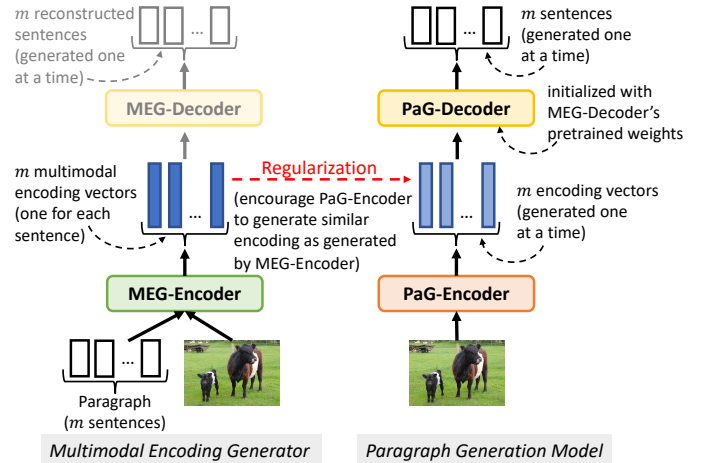 m reconstructed
sentences
(generated one
at a time)
...
MEG-Decoder
m multimodal
encoding vectors
(one for each
sentence)
...
MEG-Encoder
...
Paragraph
(m sentences)
Multimodal Encoding Generator
Regularization
(encourage PaG-Encoder
to generate similar
encoding as generated
by MEG-Encoder)
...
m sentences
(generated one
at a time)
PaG-Decoder
initialized with
MEG-Decoder's
pretrained weights
...
m encoding vectors
(generated one
at a time)
PaG-Encoder
Paragraph Generation Model